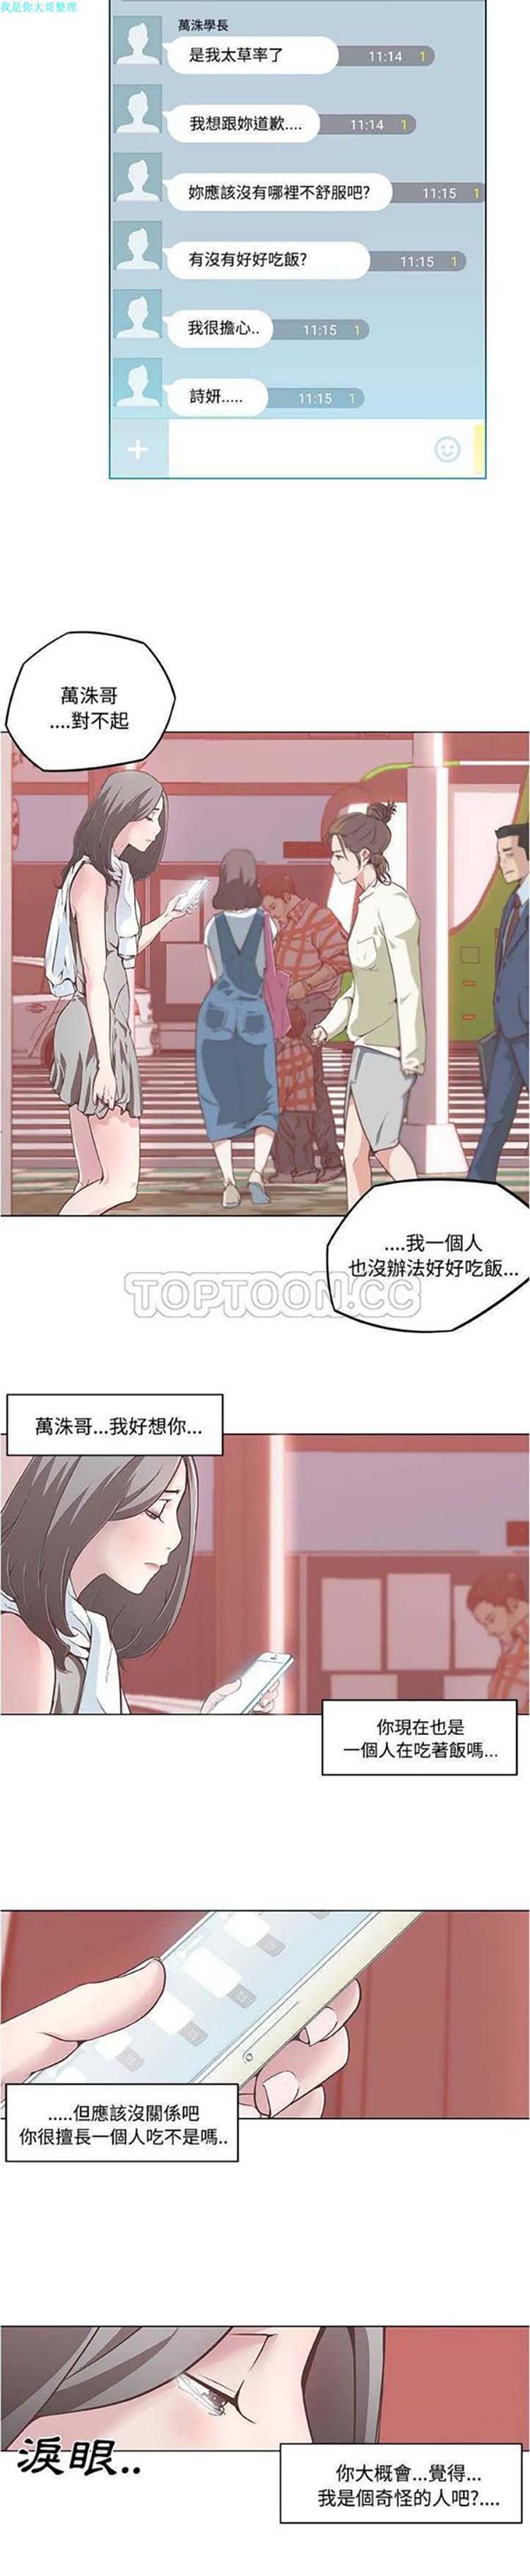 我是你大哥整理
萬洙學長
是我太草率了 11:14 1
我想跟妳道歉.... 11:14 1
妳應該沒有哪裡不舒服吧? 11:15 1
有沒有好好吃飯? 11:15 1
我很擔心.. 11:15 1
詩妍..... 11:15 1
萬洙哥
....對不起
....我一個人
也沒辦法好好吃飯...
TOPTOON.CC
萬洙哥...我好想你...
你現在也是
一個人在吃著飯嗎...
.....但應該沒關係吧
你很擅長一個人吃不是嗎..
淚眼..
你大概會...覺得...
我是個奇怪的人吧?....